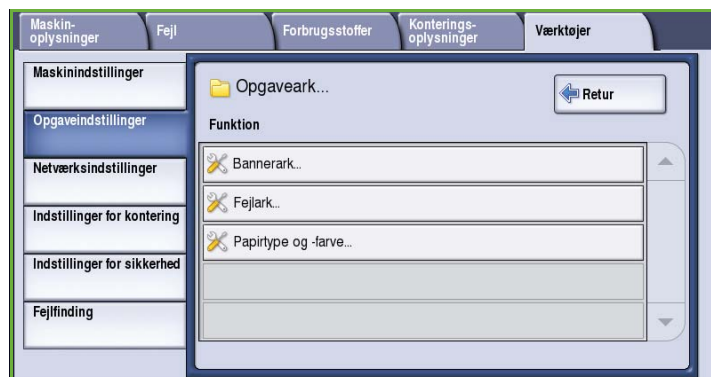 Maskin-
oplysninger
Fejl
Forbrugsstoffer
Konterings-
oplysninger
Værktøjer
Maskinindstillinger
Opgaveindstillinger
Netværksindstillinger
Indstillinger for kontering
Indstillinger for sikkerhed
Fejlfinding
Opgaveark...
Retur
Funktion
Bannerark...
Fejlark...
Papirtype og -farve...